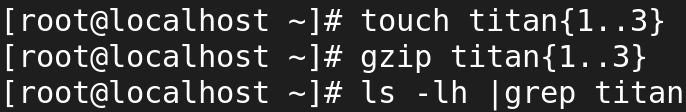 [root@localhost ~]# touch titan{1..3}
[root@localhost ~]# gzip titan{1..3}
[root@localhost ~]# ls -lh |grep titan